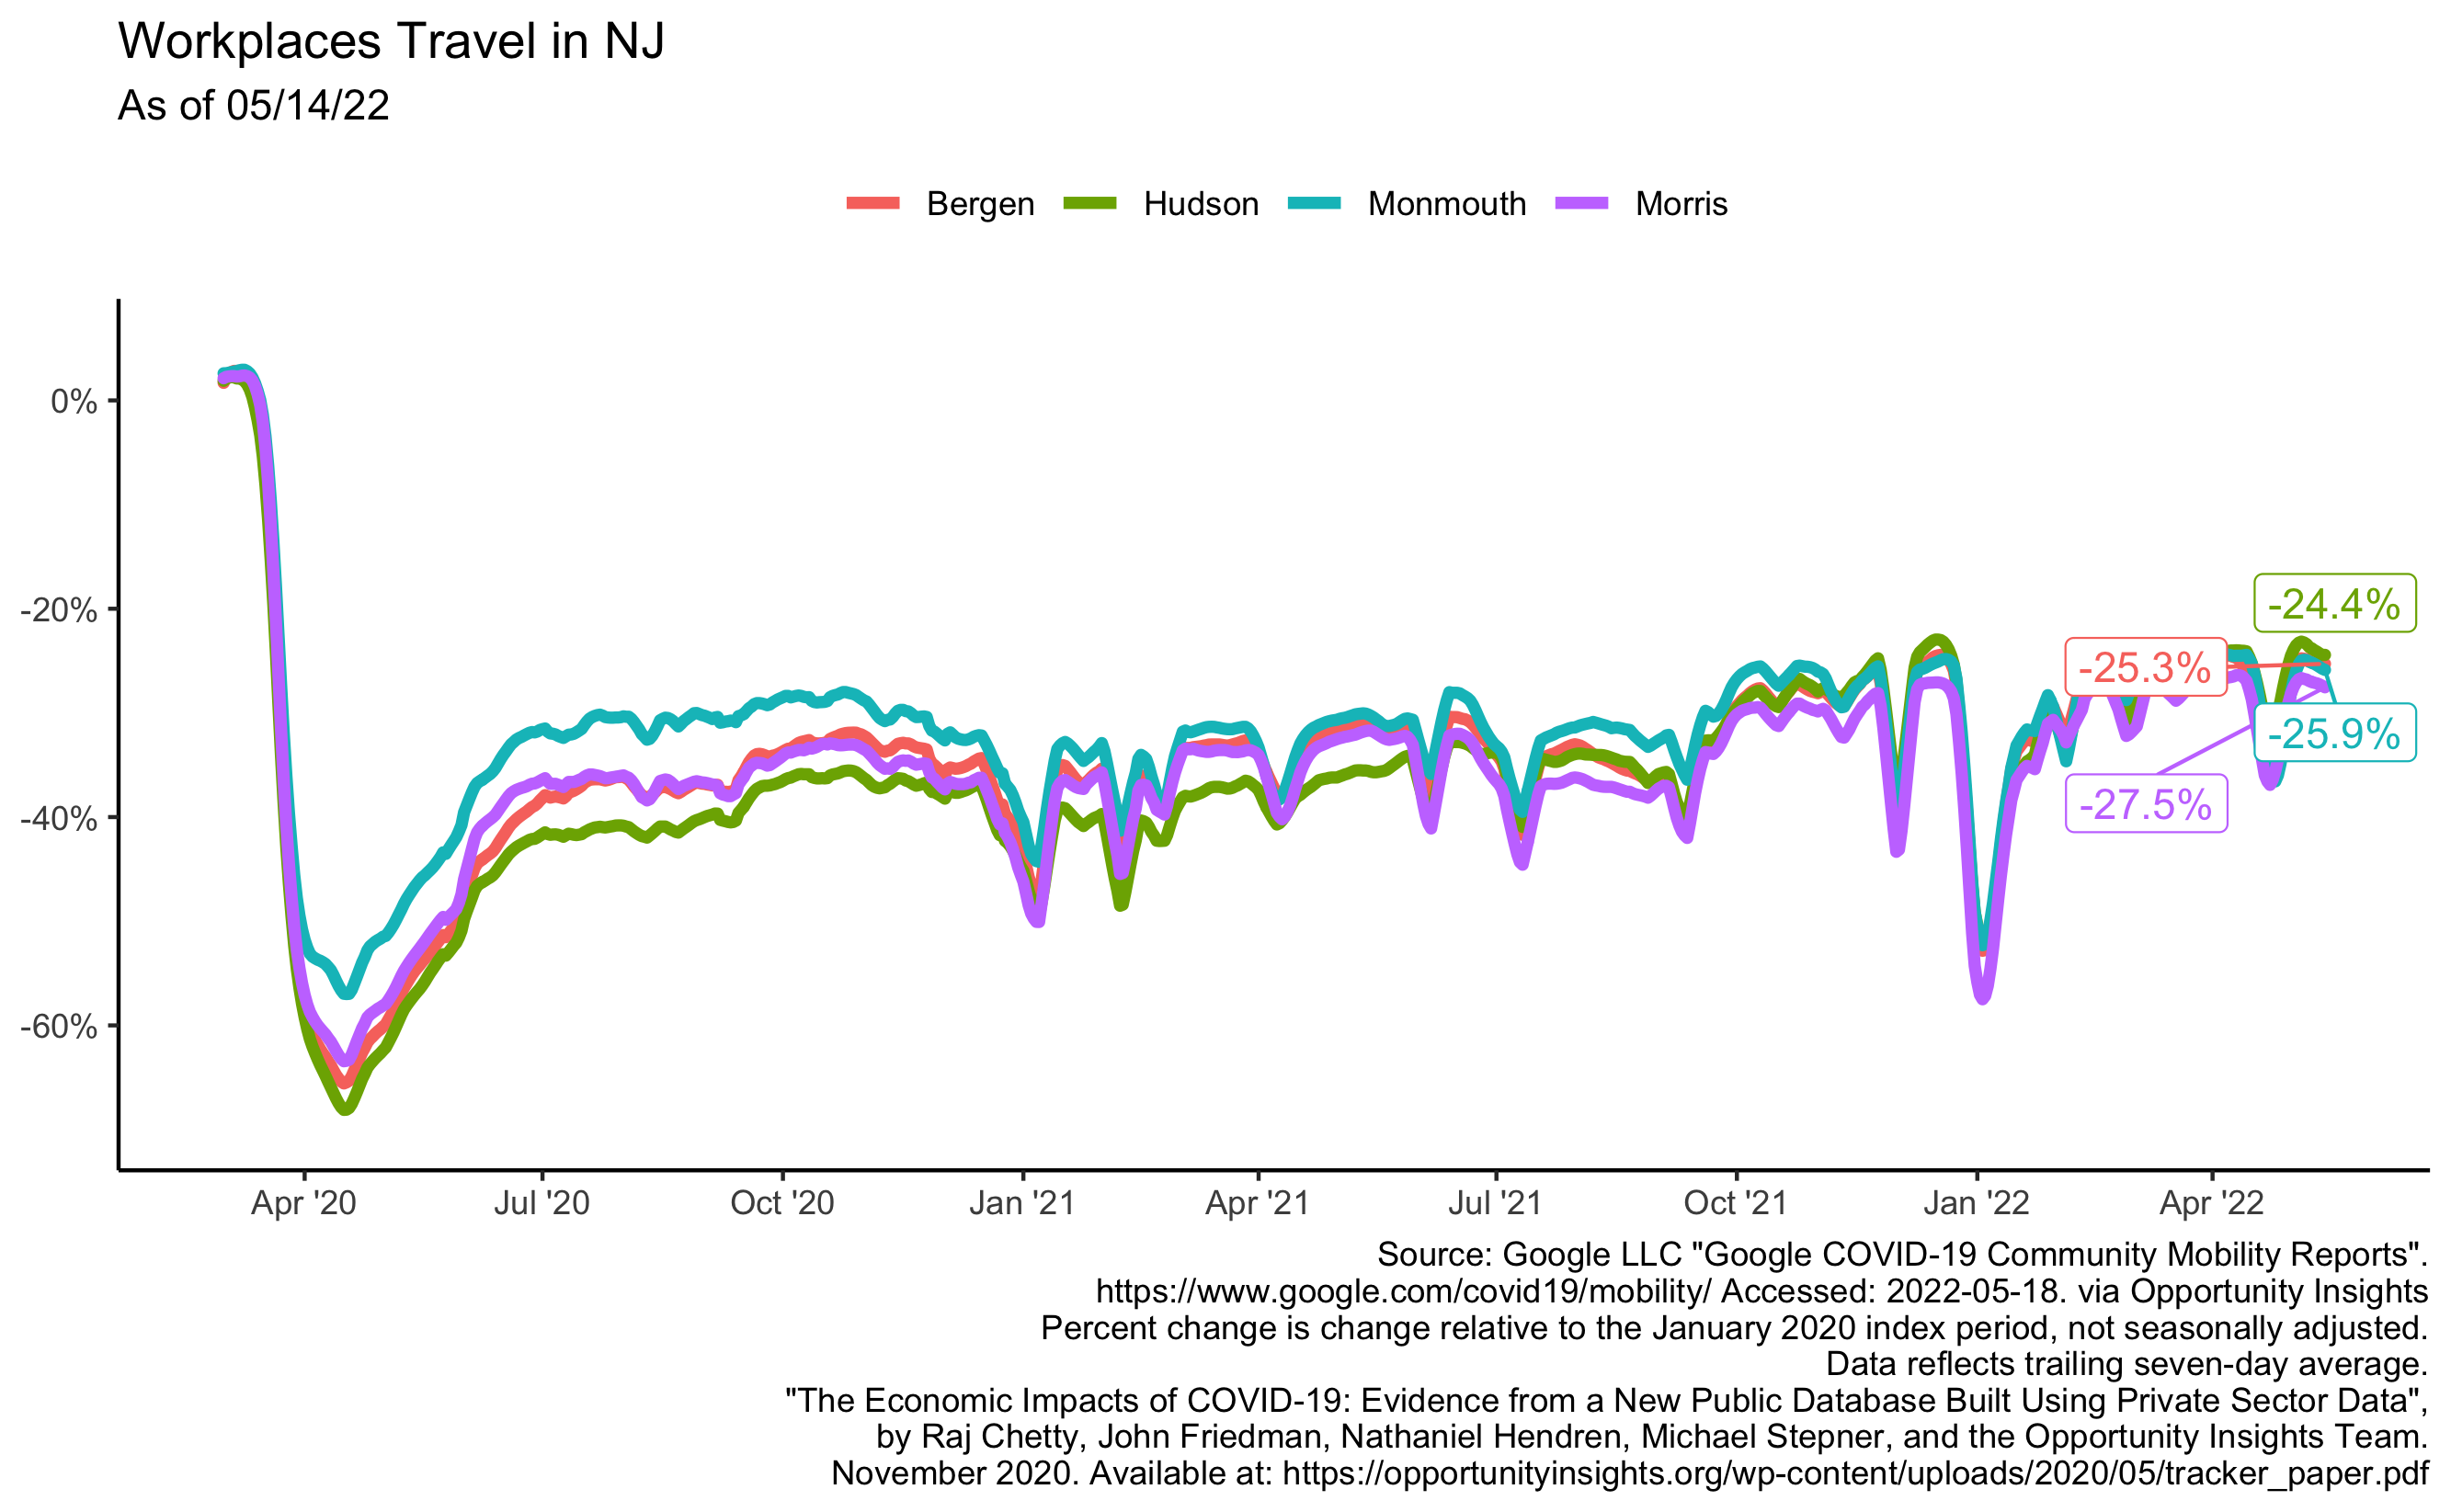 Workplaces Travel in NJ
As of 05/14/22
Bergen Hudson Monmouth Morris
0%
-20%
-40%
-60%
-24.4%
-25.3%
-25.9%
-27.5%
Apr '20 Jul '20 Oct '20 Jan '21 Apr '21 Jul '21 Oct '21 Jan '22 Apr '22
Source: Google LLC "Google COVID-19 Community Mobility Reports".
https://www.google.com/covid19/mobility/ Accessed: 2022-05-18. via Opportunity Insights
Percent change is change relative to the January 2020 index period, not seasonally adjusted.
Data reflects trailing seven-day average.
"The Economic Impacts of COVID-19: Evidence from a New Public Database Built Using Private Sector Data",
by Raj Chetty, John Friedman, Nathaniel Hendren, Michael Stepner, and the Opportunity Insights Team.
November 2020. Available at: https://opportunityinsights.org/wp-content/uploads/2020/05/tracker_paper.pdf